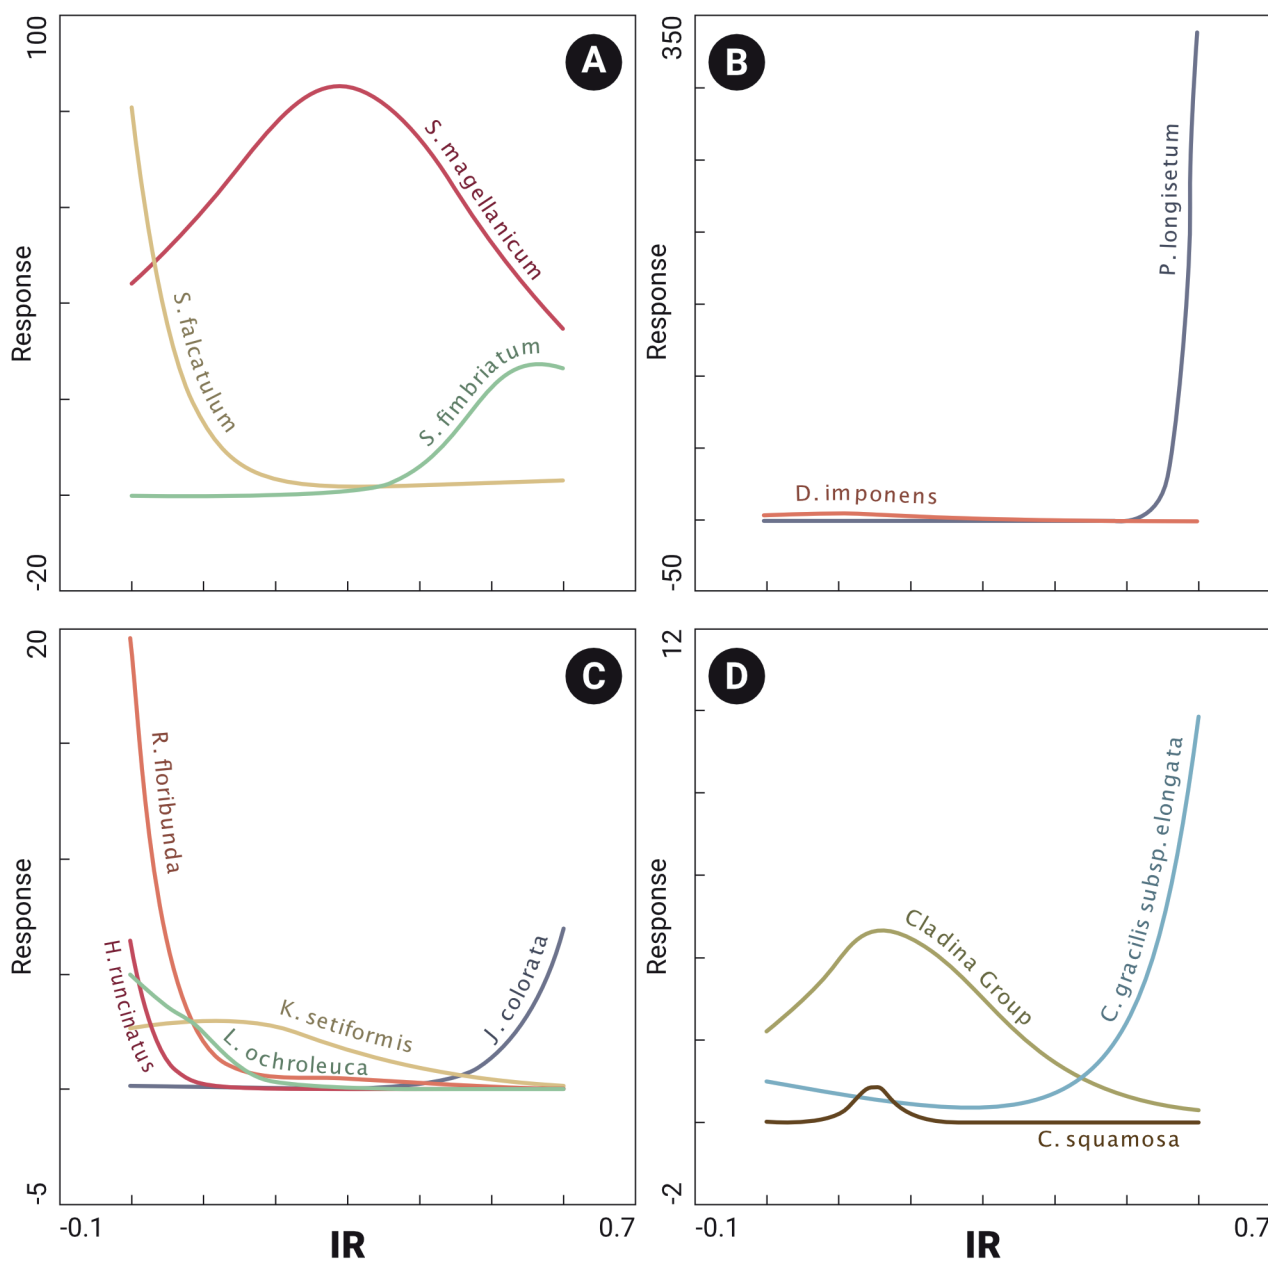 100
A
S. magellanicum
S. falcatulum
S. fimbriatum
Response
-20
350
B
P. longisetum
D. imponens
Response
-50
20
C
R. floribunda
H. runcinatus
K. setiformis
L. ochroleuca
J. colorata
Response
-5
-0.1
0.7
IR
12
D
C. gracilis subsp. elongata
Cladina Group
C. squamosa
Response
-2
-0.1
0.7
IR